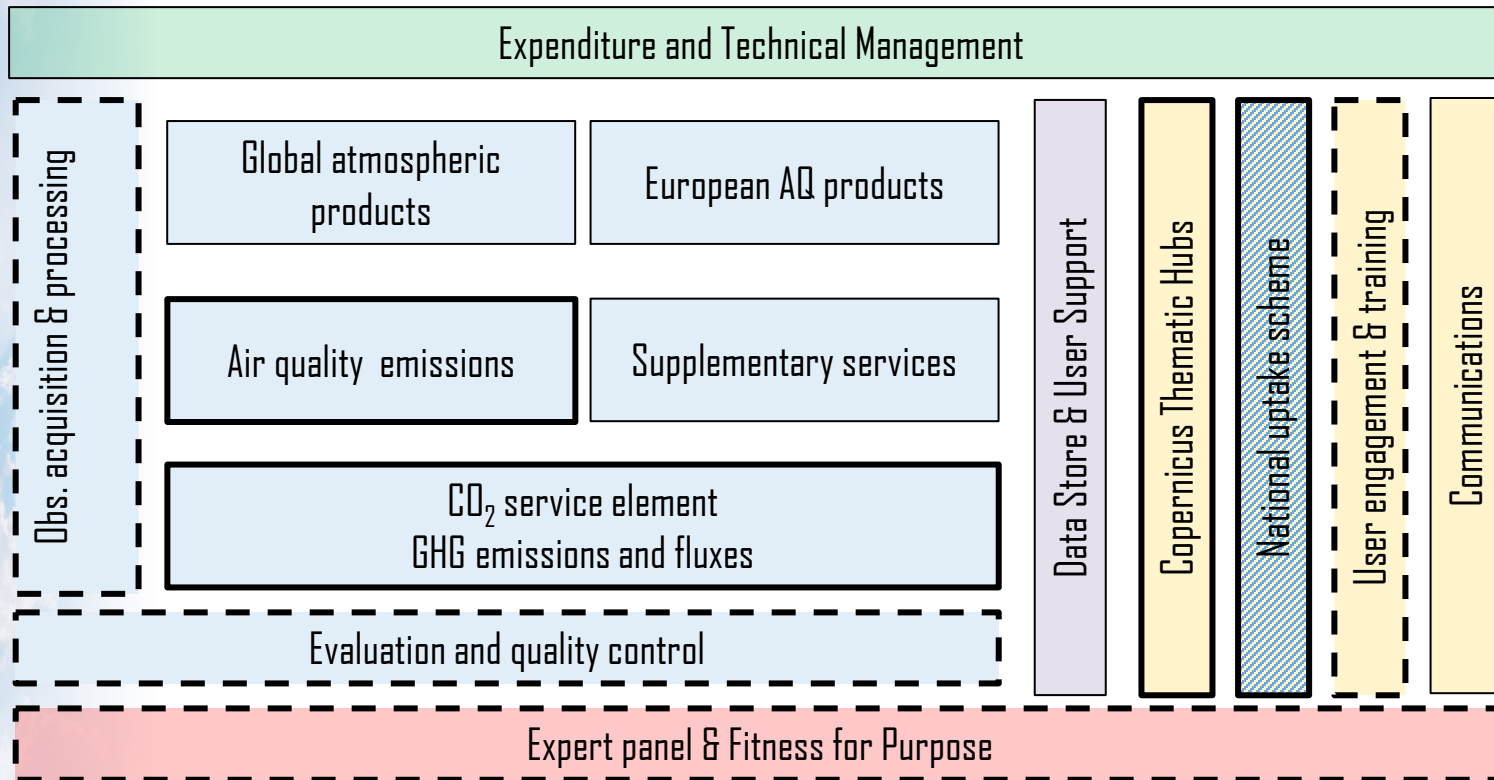 Expenditure and Technical Management
Obs. acquisition & processing
Global atmospheric
products
European AQ products
Air quality  emissions
Supplementary services
CO₂ service element
GHG emissions and fluxes
Evaluation and quality control
Data Store & User Support
Copernicus Thematic Hubs
National uptake scheme
User engagement & training
Communications
Expert panel & Fitness for Purpose